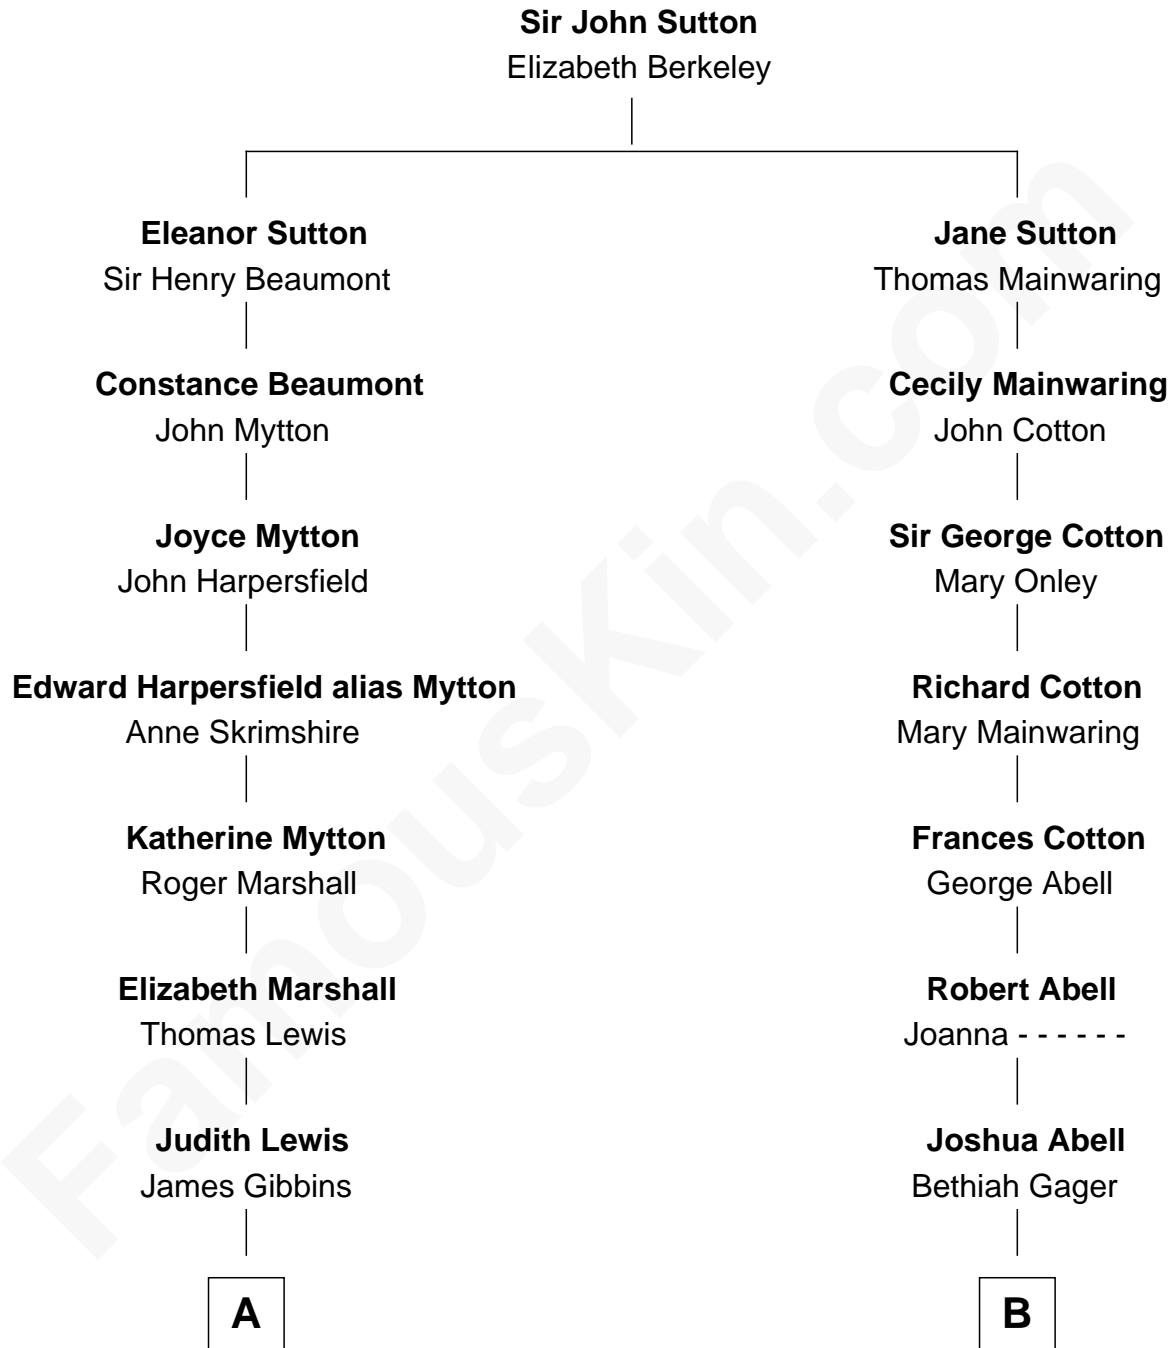 Sir John Sutton
Elizabeth Berkeley
Eleanor Sutton
Sir Henry Beaumont
Jane Sutton
Thomas Mainwaring
Constance Beaumont
John Mytton
Cecily Mainwaring
John Cotton
Joyce Mytton
John Harpersfield
Sir George Cotton
Mary Onley
Edward Harpersfield alias Mytton
Anne Skrimshire
Richard Cotton
Mary Mainwaring
Katherine Mytton
Roger Marshall
Frances Cotton
George Abell
Elizabeth Marshall
Thomas Lewis
Robert Abell
Joanna - - - - - -
Judith Lewis
James Gibbins
Joshua Abell
Bethiah Gager
A
B
FamousKin.com